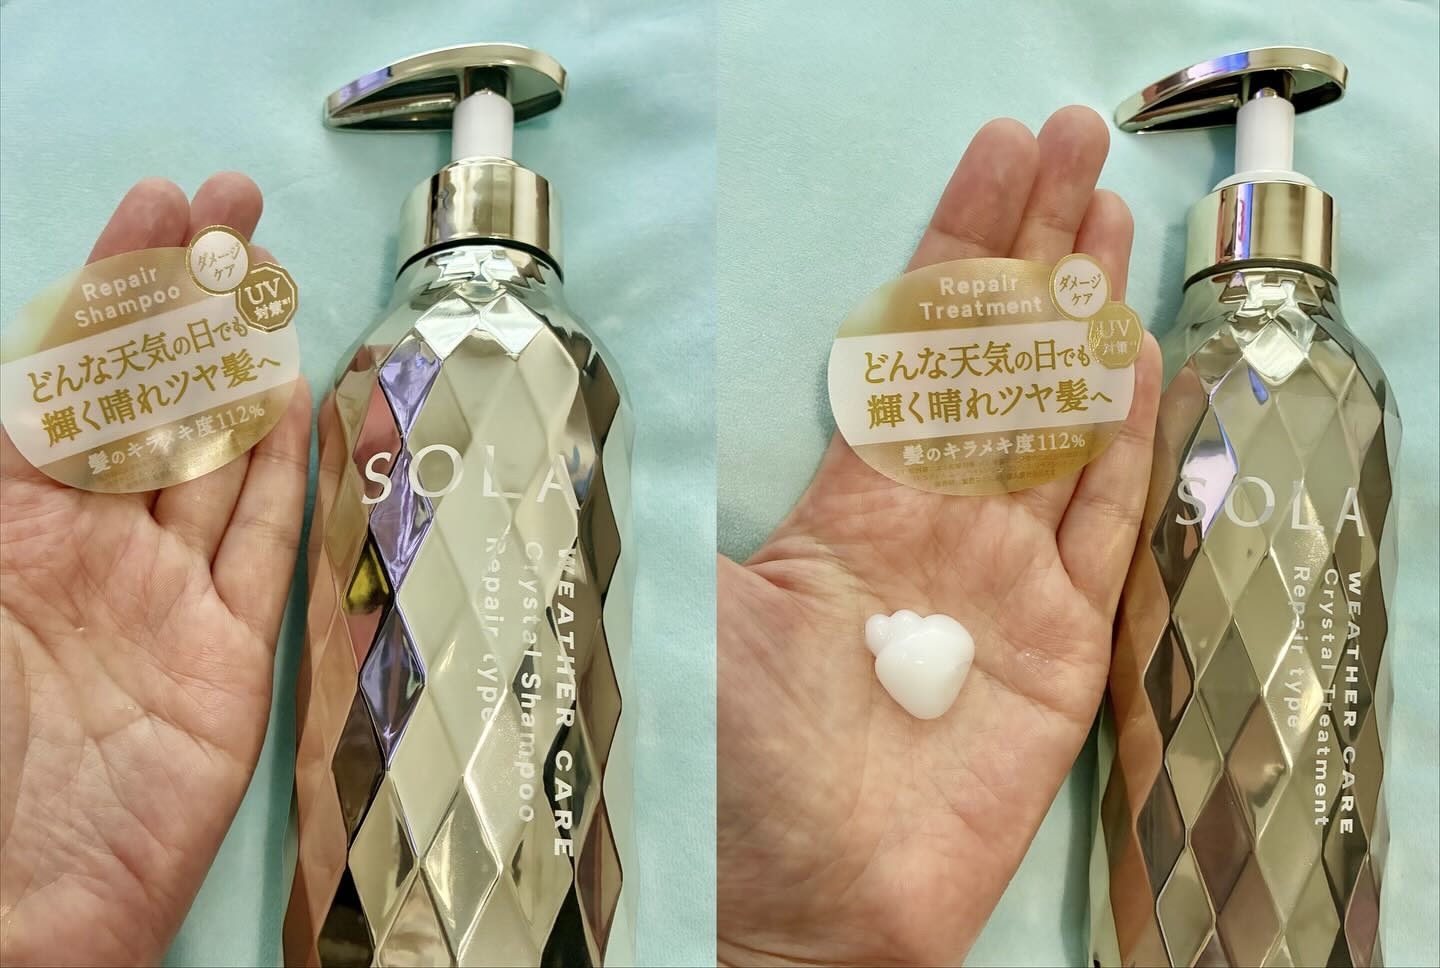 Repair
Shampoo
ダメージ
ケア
UV
対策※1
どんな天気の日でも
輝く晴れツヤ髪へ
髪のキラメキ度112%
SOLA
WEATHER CARE
Crystal Shampoo
Repair type
Repair
Treatment
ダメージ
ケア
UV
対策※1
どんな天気の日でも
輝く晴れツヤ髪へ
髪のキラメキ度112%
SOLA
WEATHER CARE
Crystal Treatment
Repair type